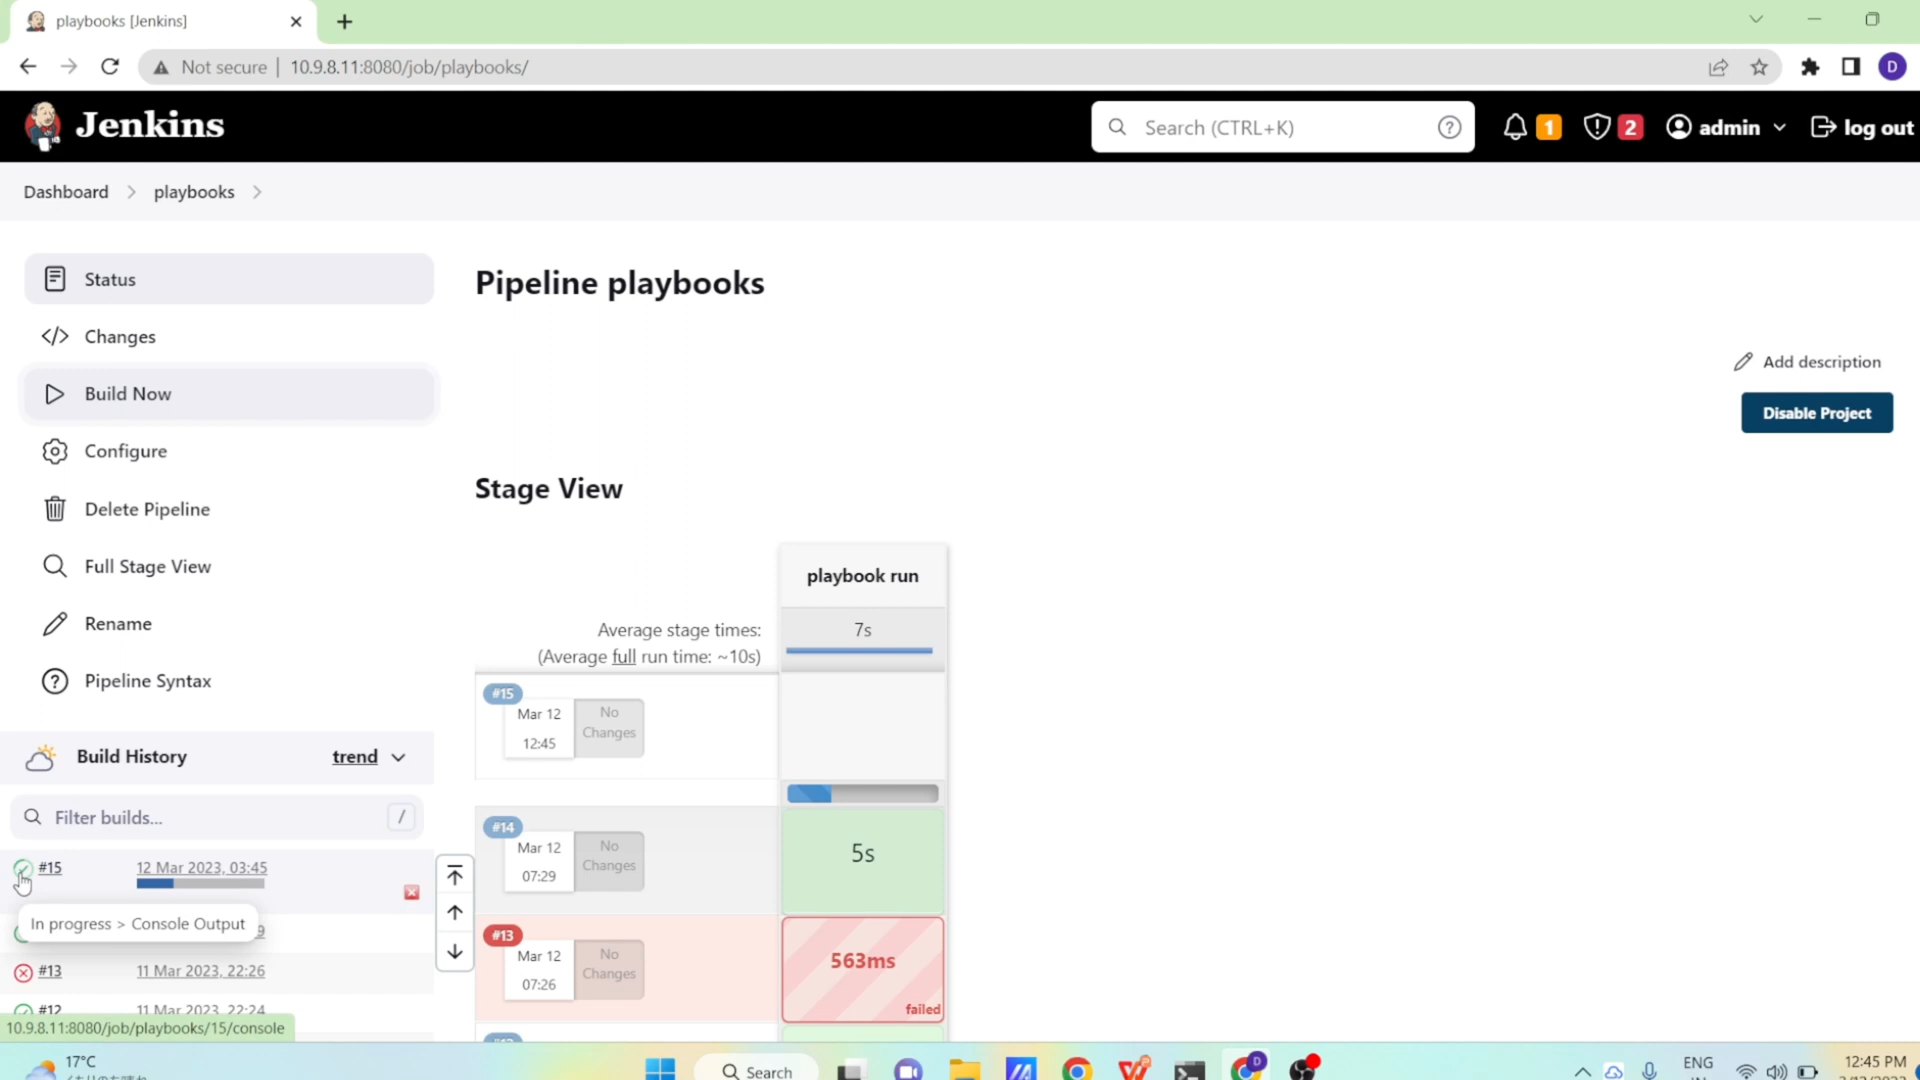 playbooks [Jenkins]
Not secure | 10.9.8.11:8080/job/playbooks/
D
Jenkins
Search (CTRL+K)
1
2
admin
log out
Dashboard
playbooks
Status
Changes
Build Now
Configure
Delete Pipeline
Full Stage View
Rename
Pipeline Syntax
Build History
trend
Filter builds...
/
#15
12 Mar 2023, 03:45
In progress > Console Output
9
#13
11 Mar 2023, 22:26
#12
11 Mar 2023, 22:24
10.9.8.11:8080/job/playbooks/15/console
Pipeline playbooks
Add description
Disable Project
Stage View
playbook run
Average stage times:
7s
(Average full run time: ~10s)
#15
Mar 12
12:45
No
Changes
#14
Mar 12
07:29
No
Changes
5s
#13
Mar 12
07:26
No
Changes
563ms
failed
17°C
Search
D
ENG
12:45 PM